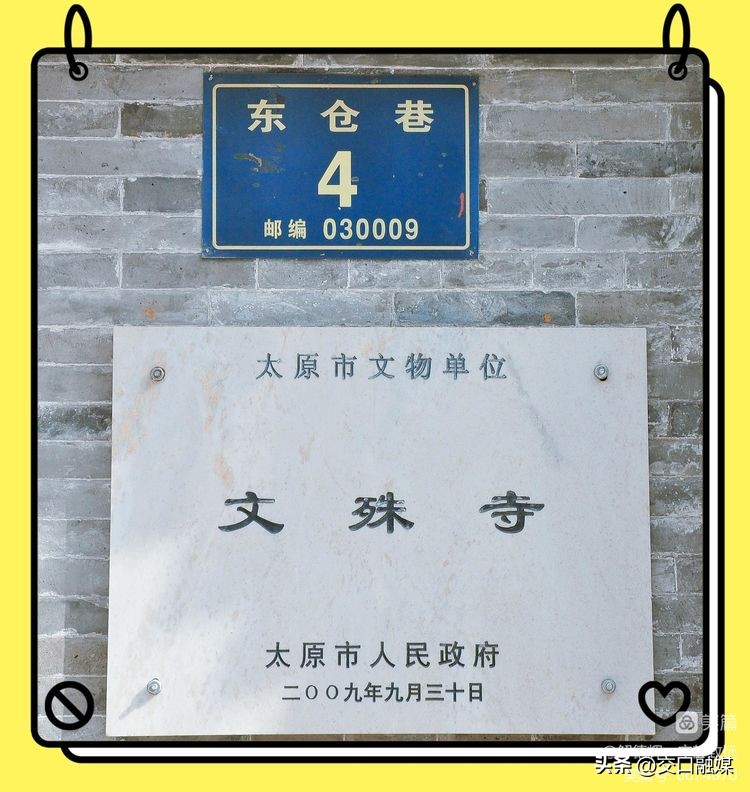 东仓巷
4
邮编 030009
太原市文物单位
文殊寺
太原市人民政府
二〇〇九年九月三十日
美篇
头条 @交口融媒